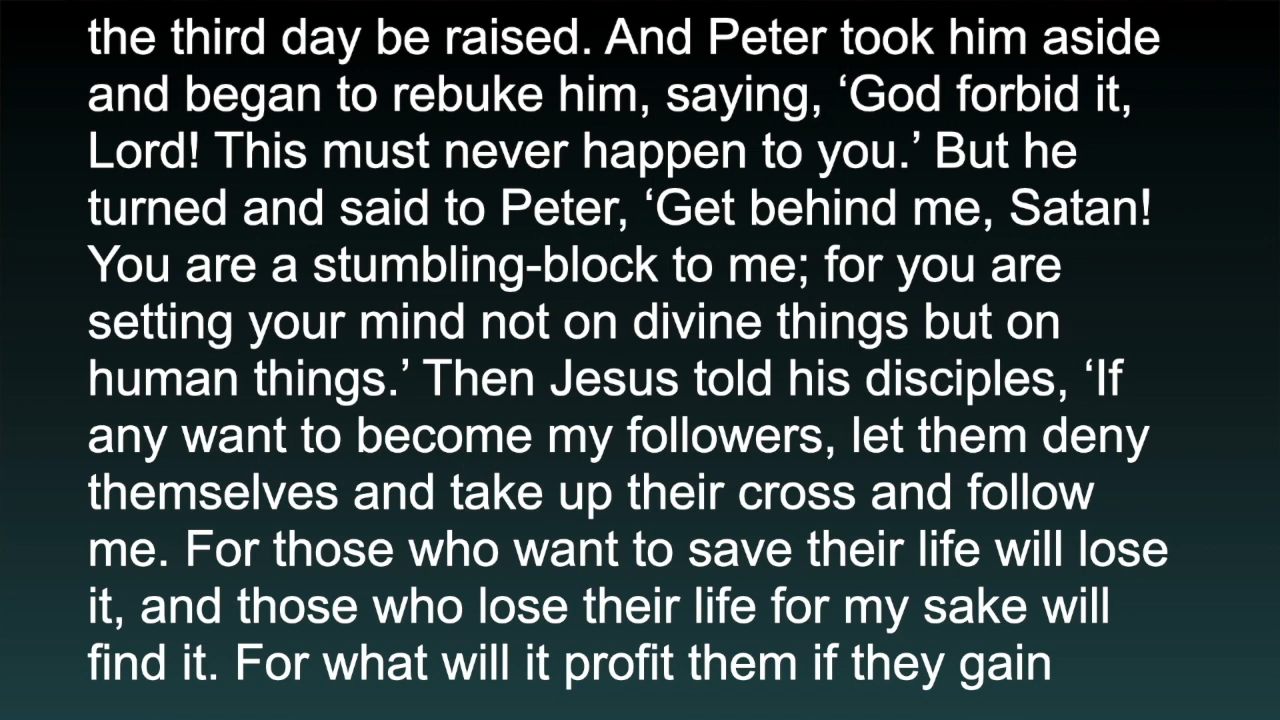 the third day be raised. And Peter took him aside
and began to rebuke him, saying, ‘God forbid it,
Lord! This must never happen to you.’ But he
turned and said to Peter, ‘Get behind me, Satan!
You are a stumbling-block to me; for you are
setting your mind not on divine things but on
human things.’ Then Jesus told his disciples, ‘If
any want to become my followers, let them deny
themselves and take up their cross and follow
me. For those who want to save their life will lose
it, and those who lose their life for my sake will
find it. For what will it profit them if they gain